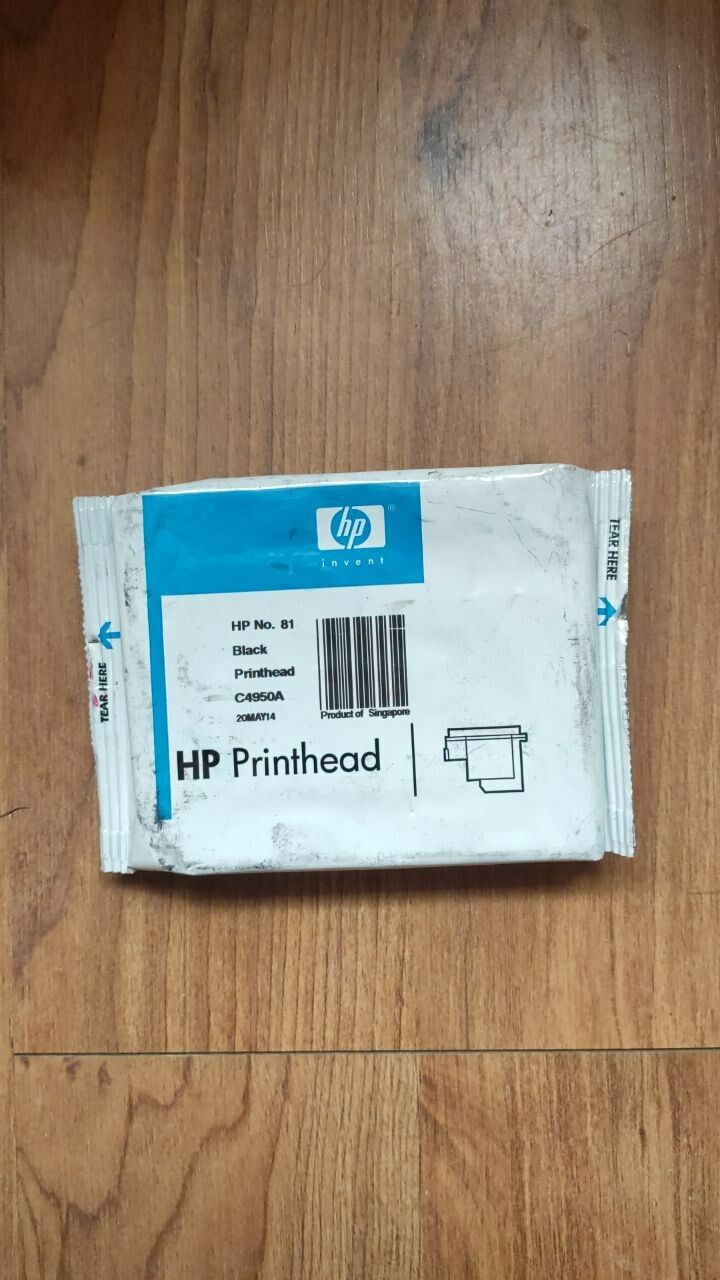 hp
®
invent
HP No. 81
Black
Printhead
C4950A
20MAY14
Product of Singapore
HP Printhead
TEAR HERE
TEAR HERE